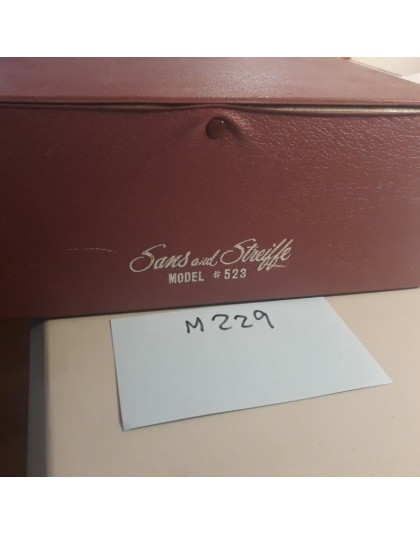 Sans and Streiffe
MODEL #523
M229